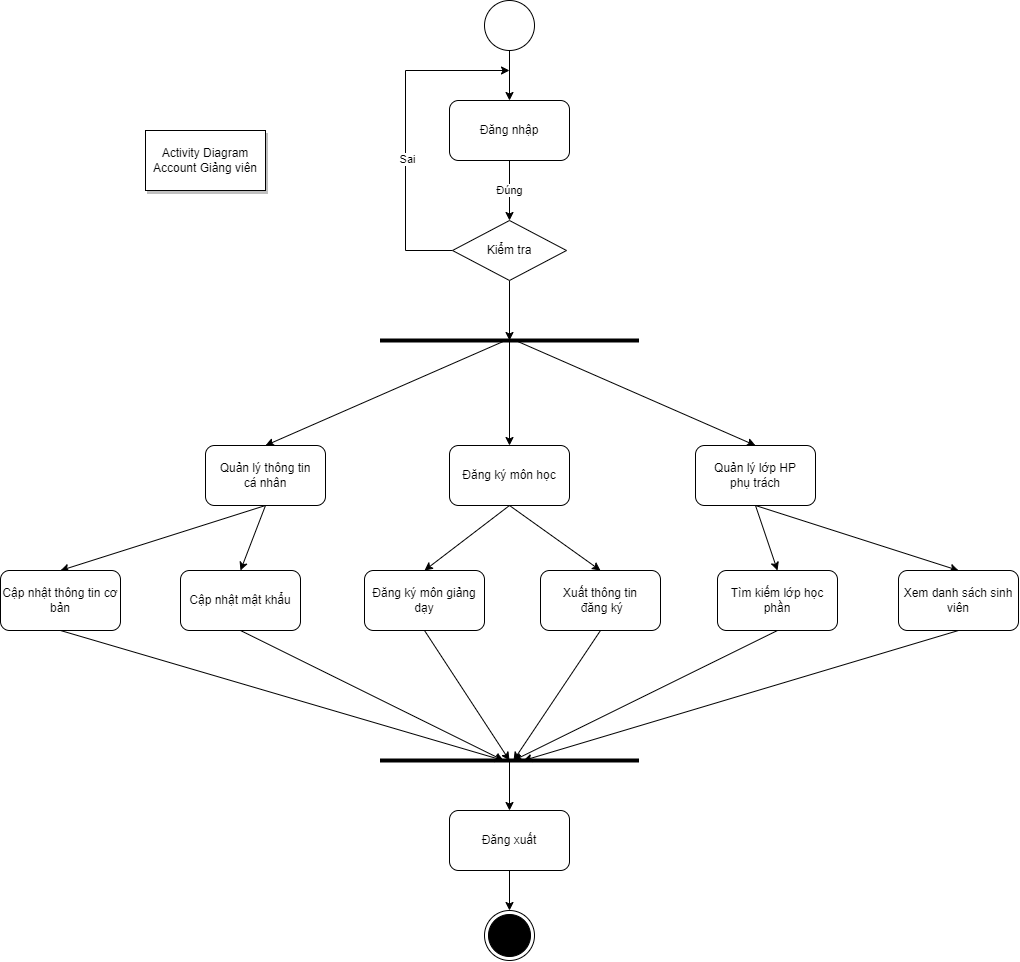 Activity Diagram
Account Giảng viên
Đăng nhập
Sai
Đúng
Kiểm tra
Quản lý thông tin
cá nhân
Đăng ký môn học
Quản lý lớp HP
phụ trách
Cập nhật thông tin cơ
bản
Cập nhật mật khẩu
Đăng ký môn giảng
dạy
Xuất thông tin
đăng ký
Tìm kiếm lớp học
phần
Xem danh sách sinh
viên
Đăng xuất